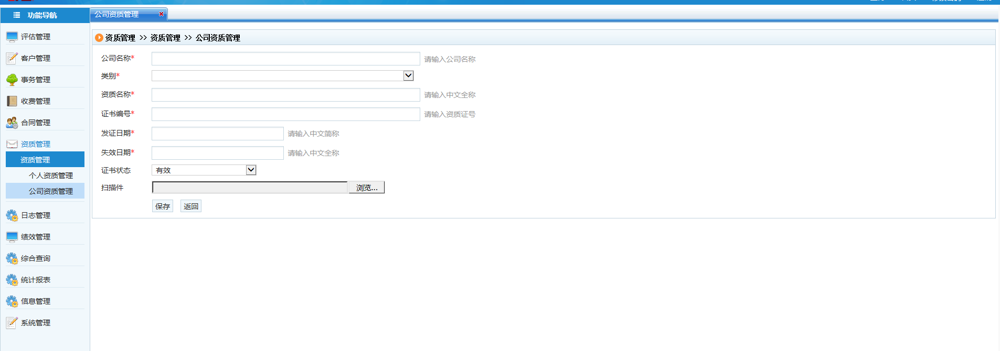 功能导航
公司资质管理
评估管理
客户管理
事务管理
收费管理
合同管理
资质管理
资质管理
个人资质管理
公司资质管理
日志管理
绩效管理
综合查询
统计报表
信息管理
系统管理
资质管理 >> 资质管理 >> 公司资质管理
公司名称* 请输入公司名称
类别*
资质名称* 请输入中文全称
证书编号* 请输入资质证号
发证日期* 请输入中文简称
失效日期* 请输入中文全称
证书状态 有效
扫描件 浏览...
保存 返回